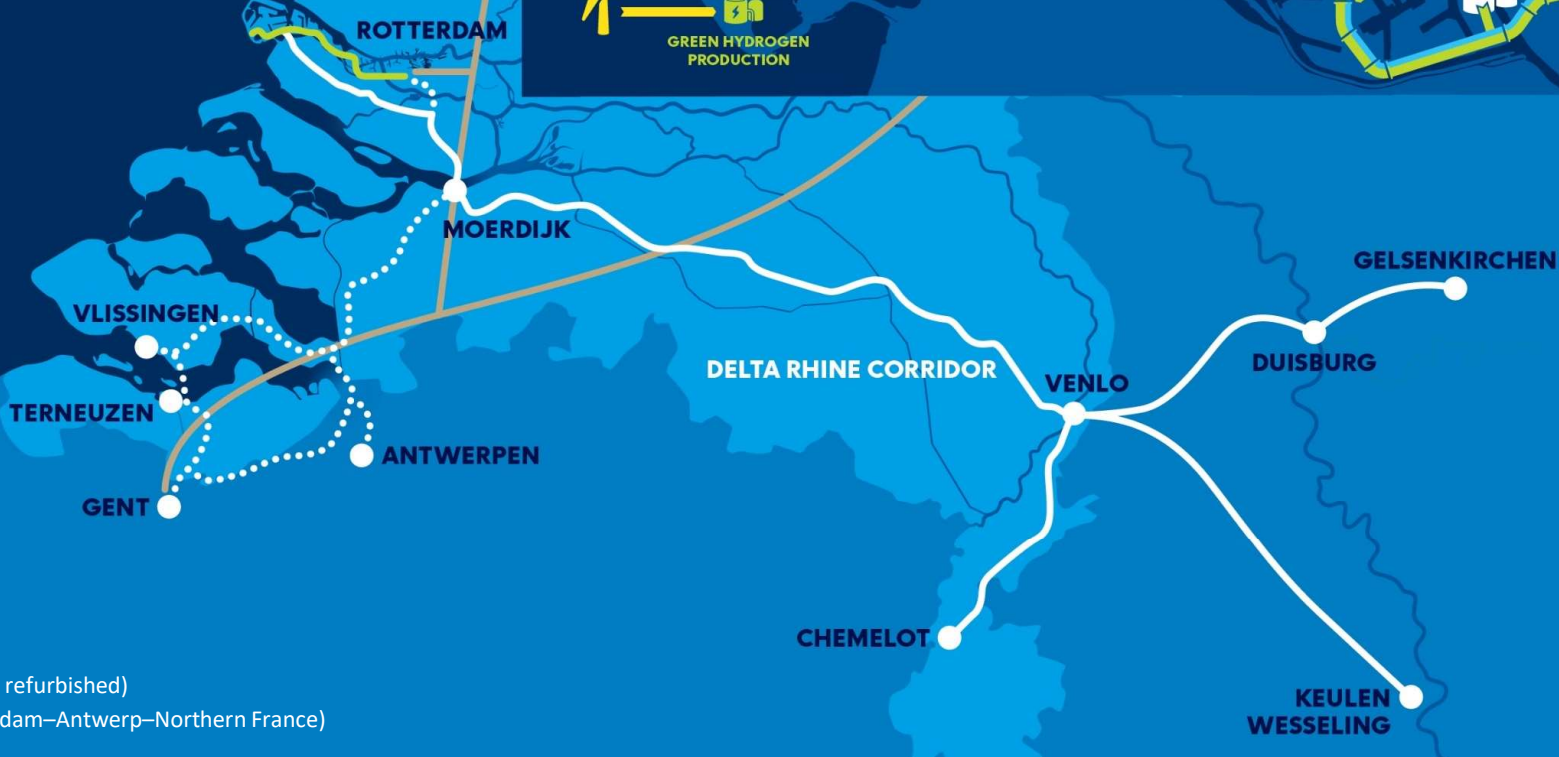 ROTTERDAM
GREEN HYDROGEN
PRODUCTION
MOERDIJK
GELSENKIRCHEN
VLISSINGEN
DUISBURG
DELTA RHINE CORRIDOR
VENLO
TERNEUZEN
ANTWERPEN
GENT
CHEMELOT
refurbished)
dam–Antwerp–Northern France)
KEULEN
WESSELING